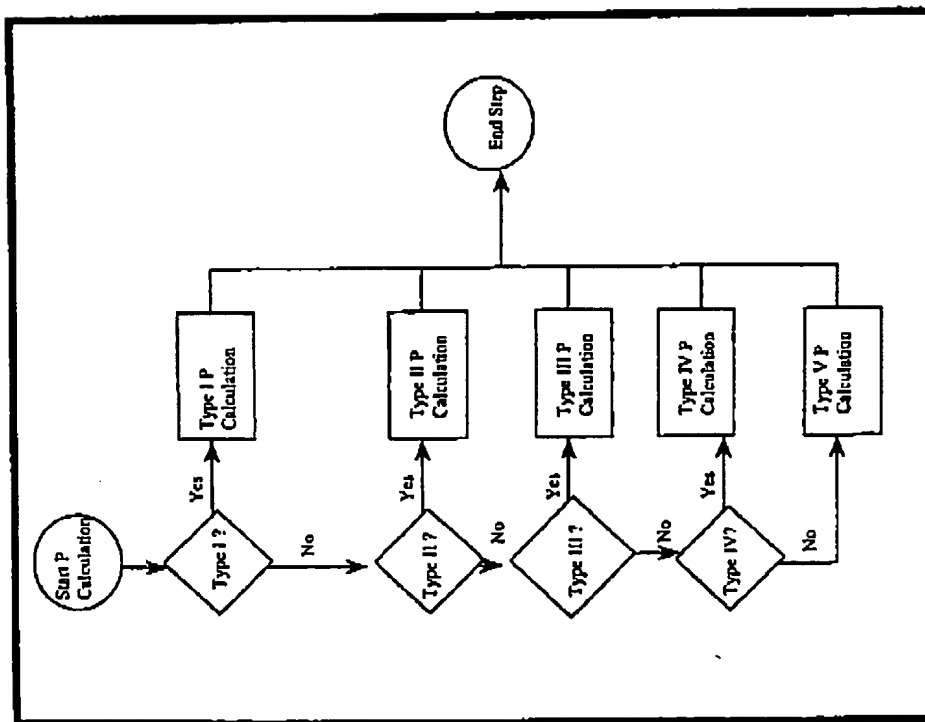 Start P
Calculation
Type I ?
Yes
Type I P
Calculation
No
Type II ?
Yes
Type II P
Calculation
No
Type III ?
Yes
Type III P
Calculation
No
Type IV?
Yes
Type IV P
Calculation
No
Type V P
Calculation
End Step